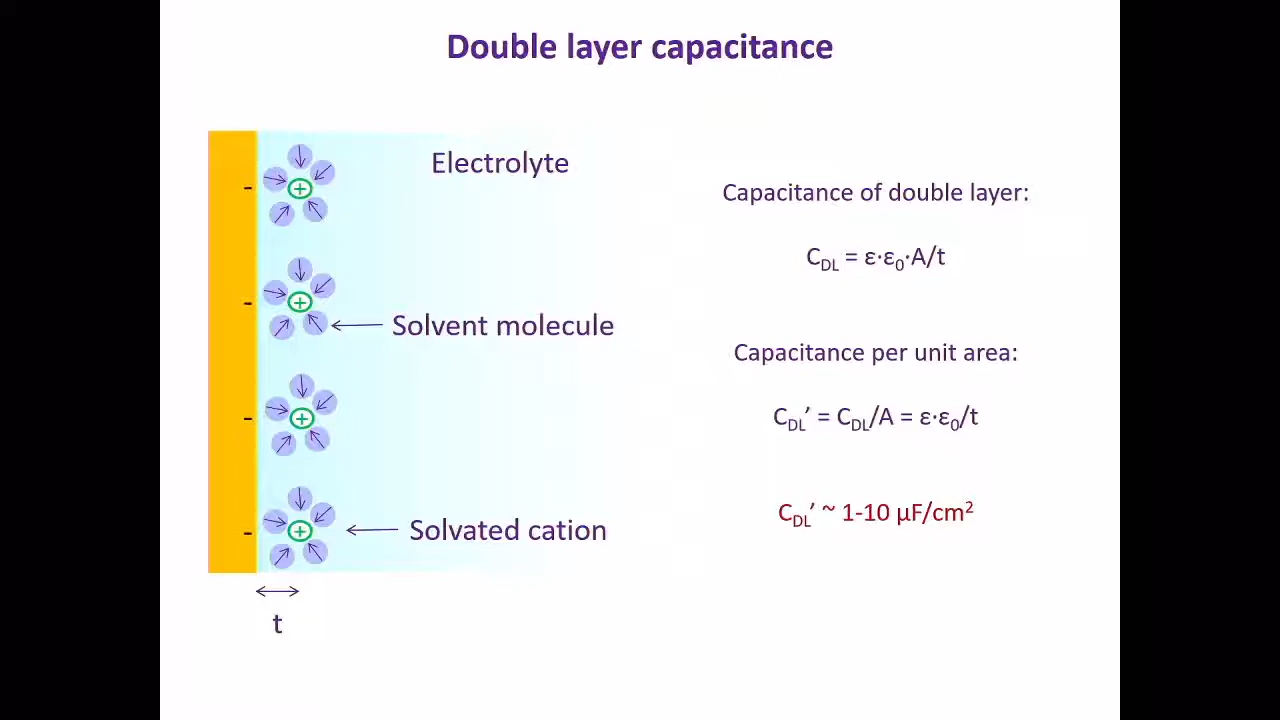 Double layer capacitance
Electrolyte
Solvent molecule
Solvated cation
t
-
+
-
+
-
+
-
+
Capacitance of double layer:
C_DL = ε·ε_0·A/t
Capacitance per unit area:
C_DL’ = C_DL/A = ε·ε_0/t
C_DL’ ~ 1-10 µF/cm²